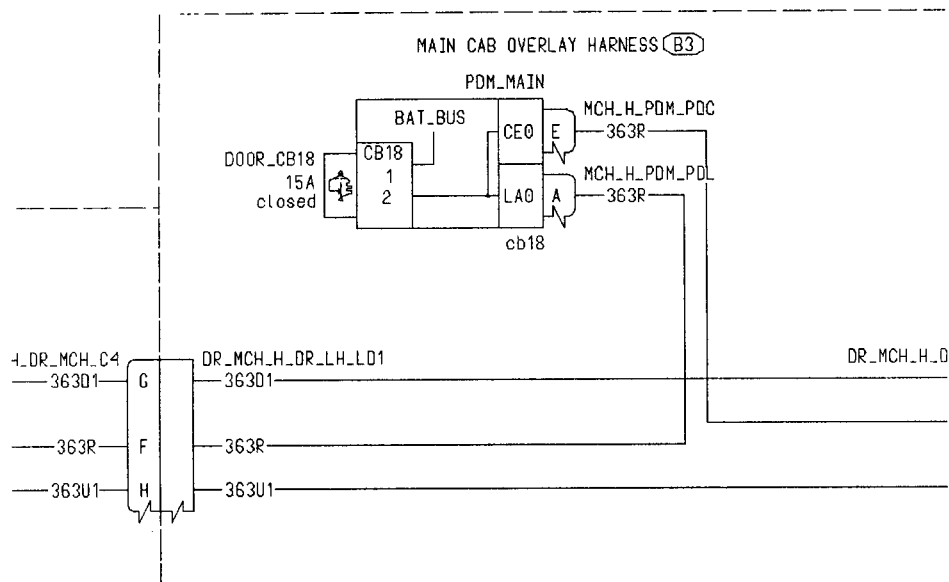 MAIN CAB OVERLAY HARNESS B3
PDM_MAIN
BAT_BUS
CE0 E
MCH_H_PDM_PDC
363R
DOOR_CB18
15A
closed
CB18
1
2
LA0 A
MCH_H_PDM_PDL
363R
cb18
H_DR_MCH_C4
DR_MCH_H_DR_LH_LD1
DR_MCH_H_D
363D1 G 363D1
363R F 363R
363U1 H 363U1